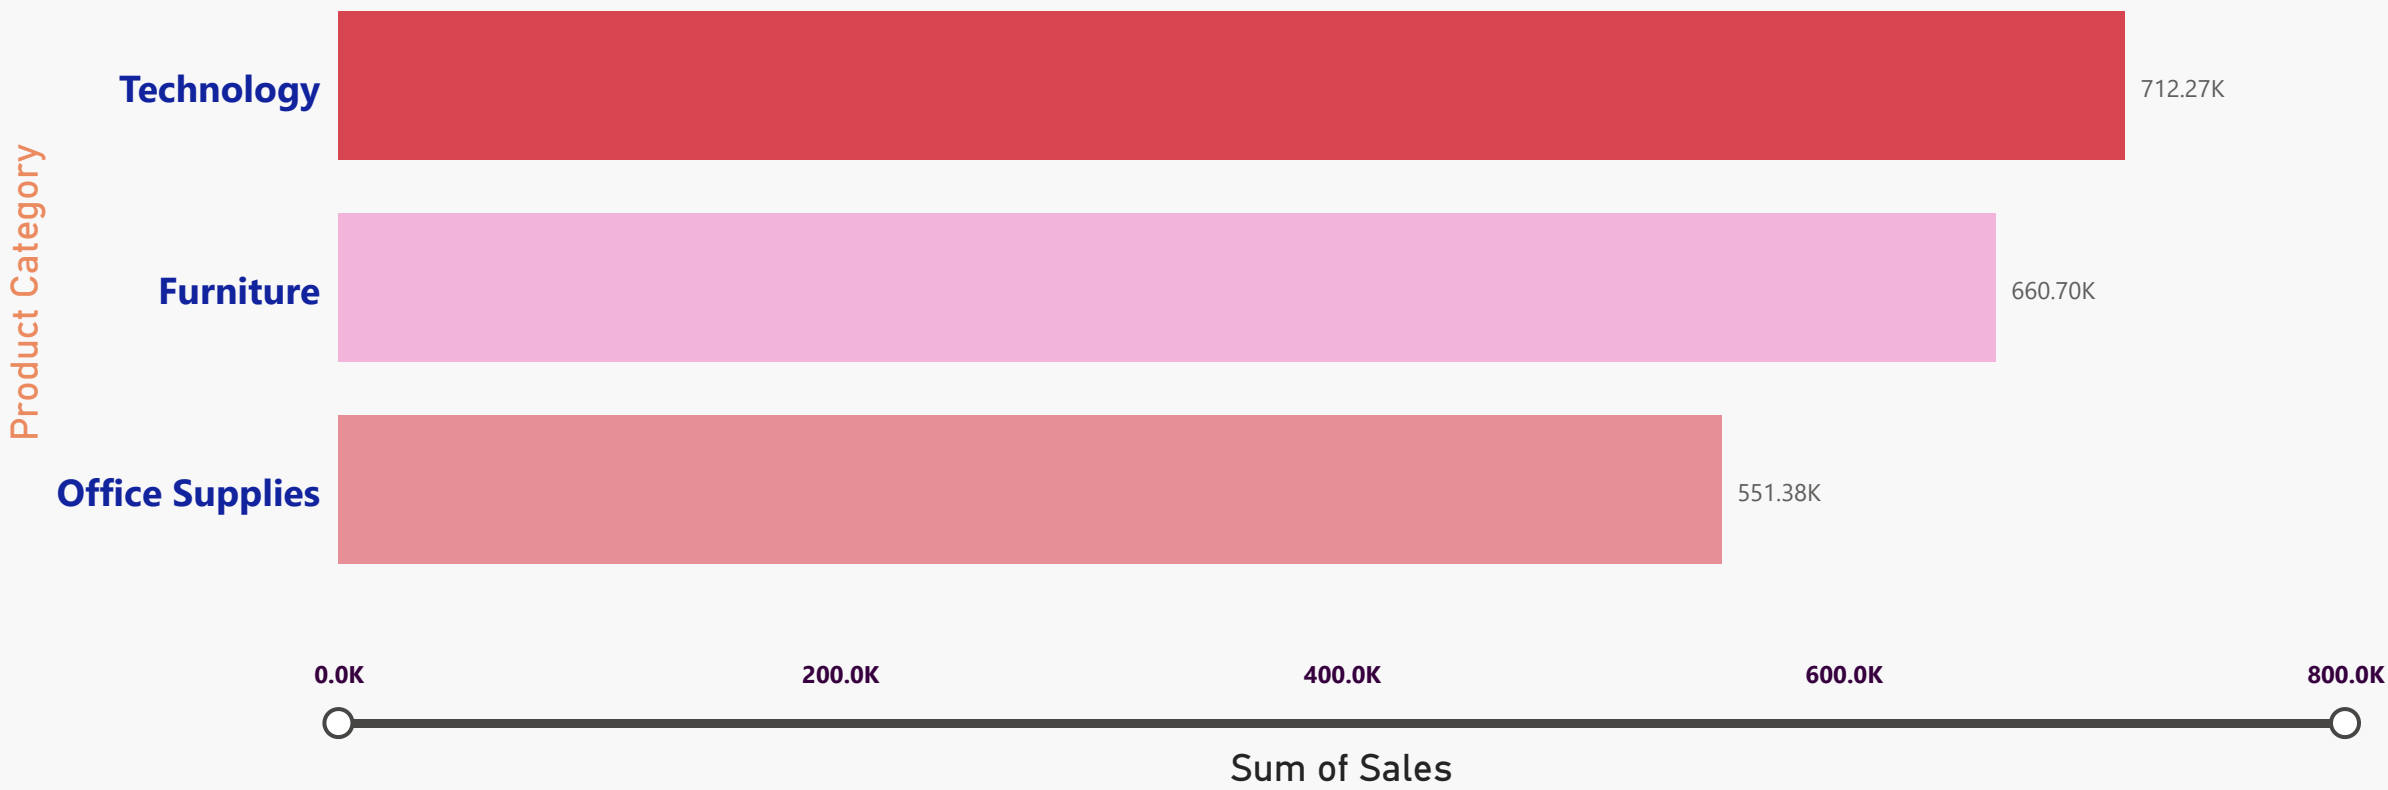 Product Category
Technology
712.27K
Furniture
660.70K
Office Supplies
551.38K
0.0K 200.0K 400.0K 600.0K 800.0K
Sum of Sales